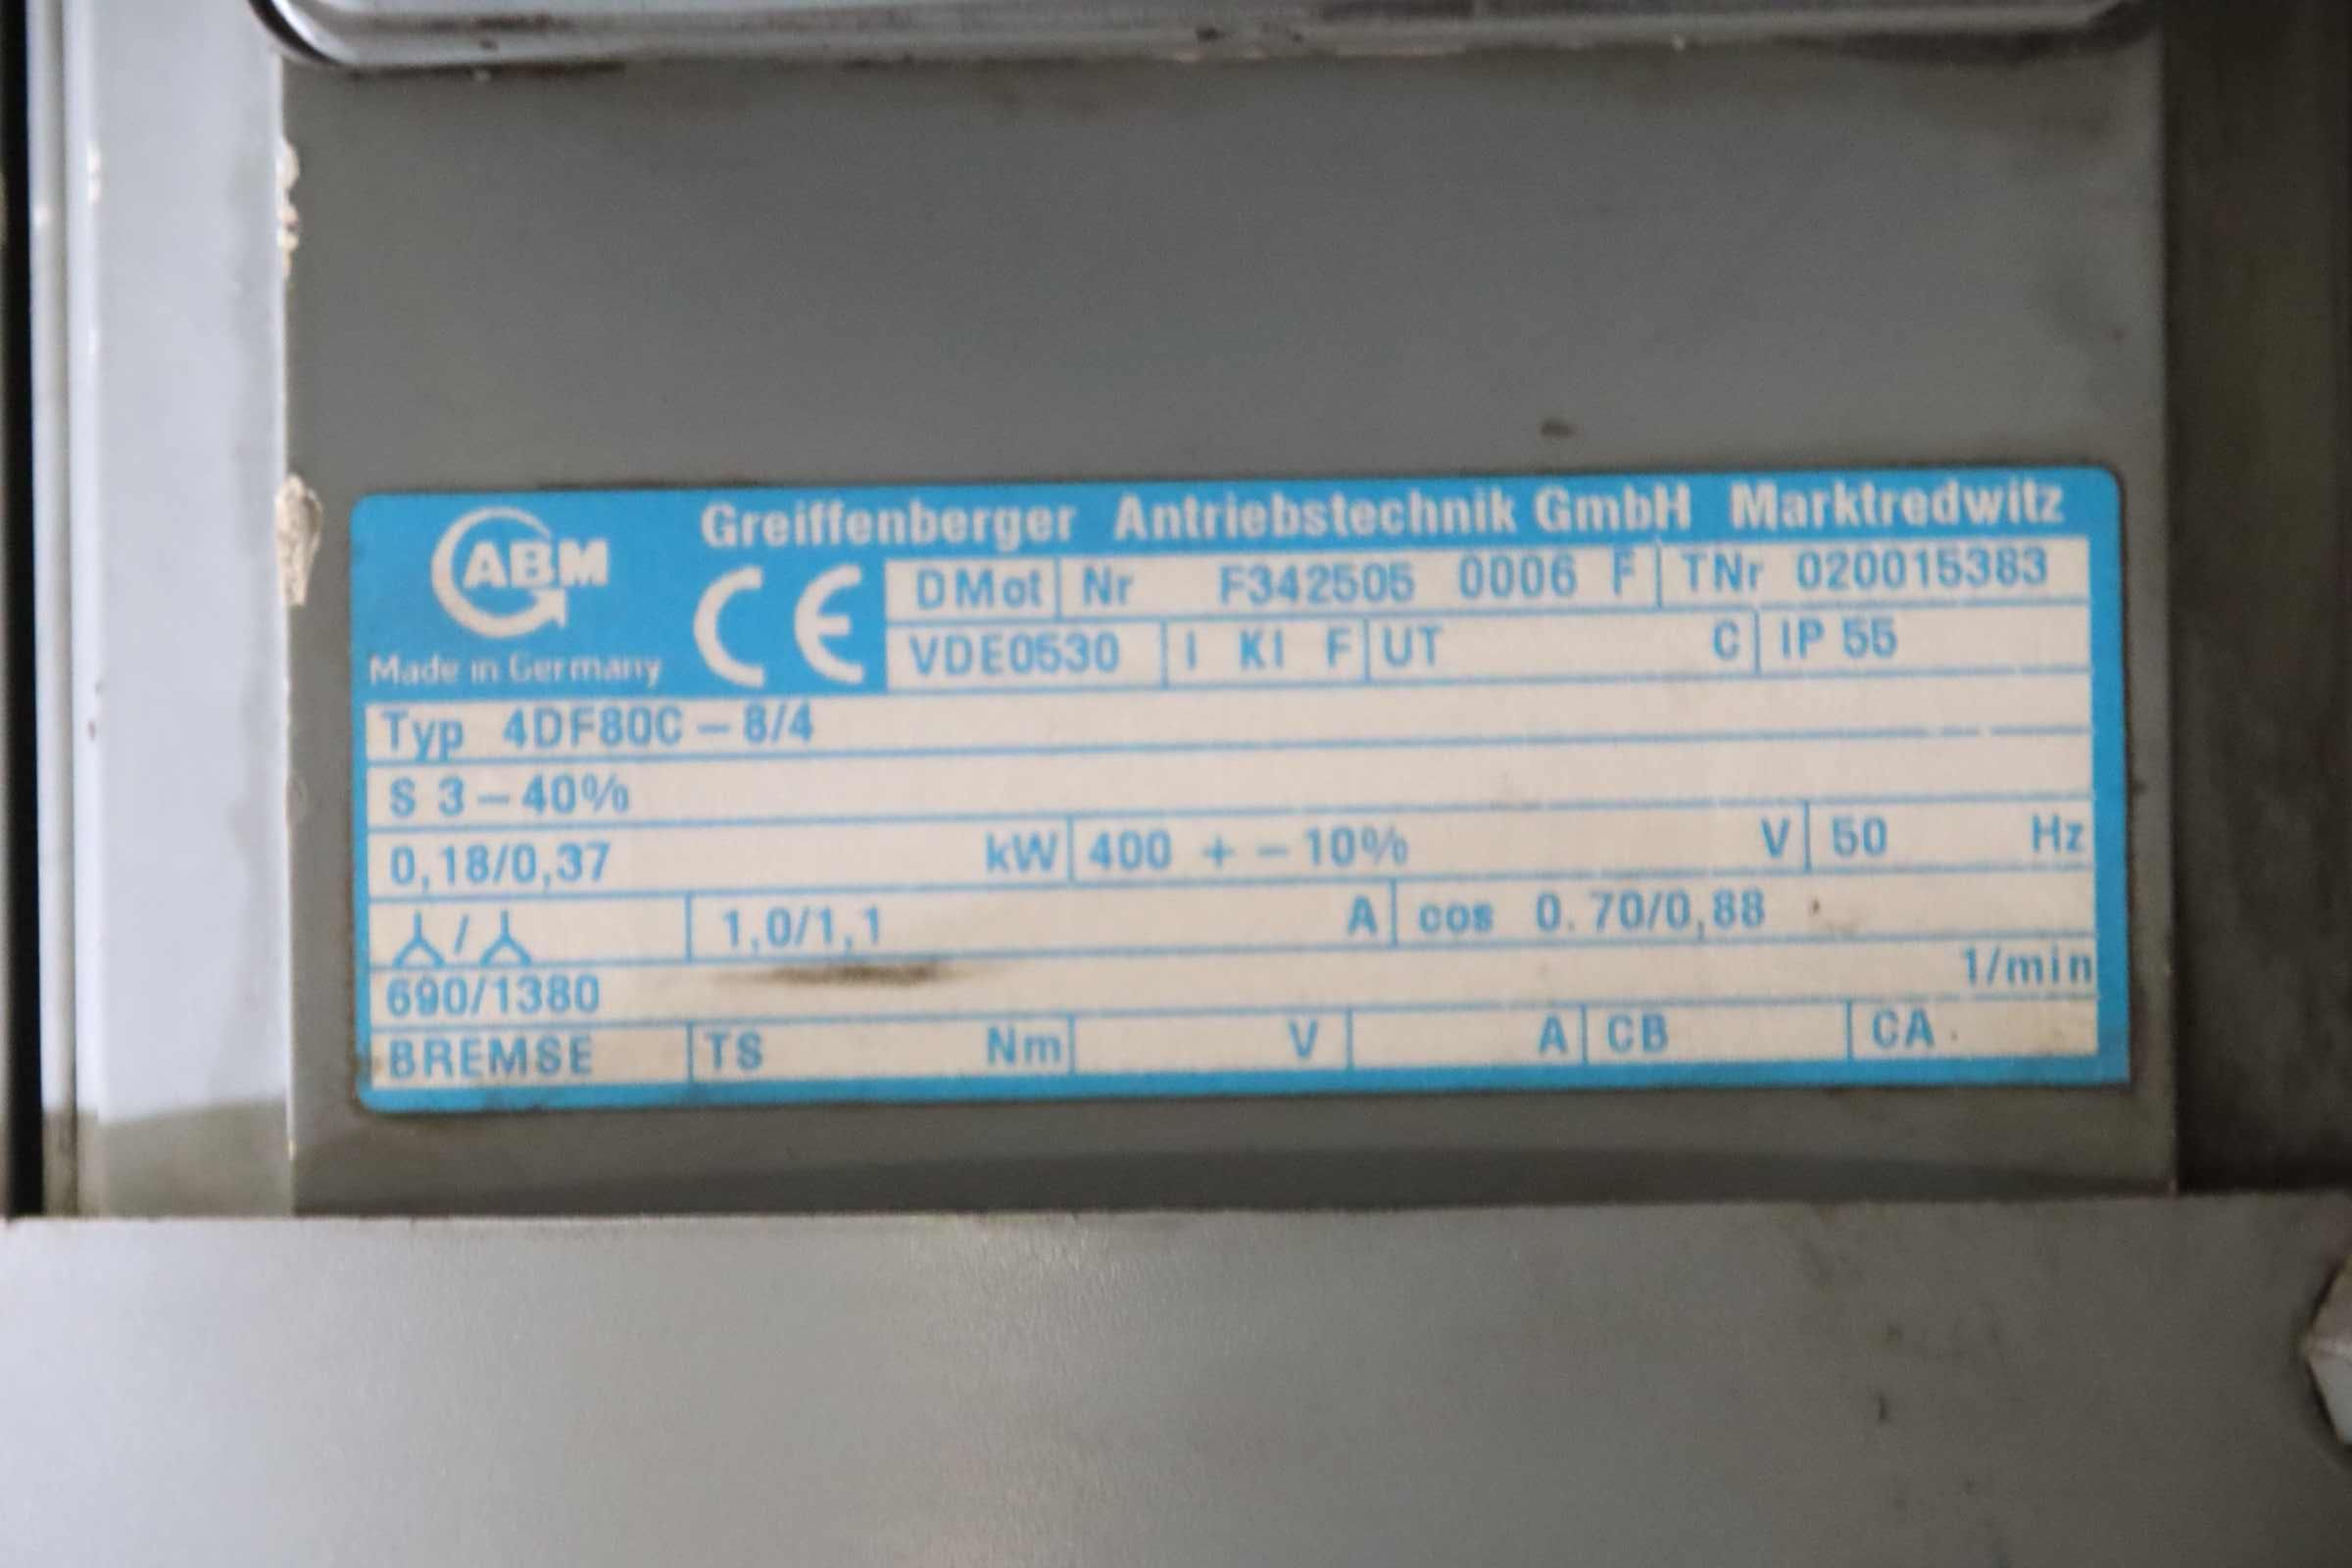 Greiffenberger Antriebstechnik GmbH Marktredwitz
ABM
Made in Germany
CE
DMot Nr F342505 0006 F TNr 020015383
VDE0530 I KI F UT C IP 55
Typ 4DF80C – 8/4
S 3 – 40%
0,18/0,37 kW 400 + – 10% V 50 Hz
/ 1,0/1,1 A cos 0.70/0,88
690/1380 1/min
BREMSE TS Nm V A CB CA